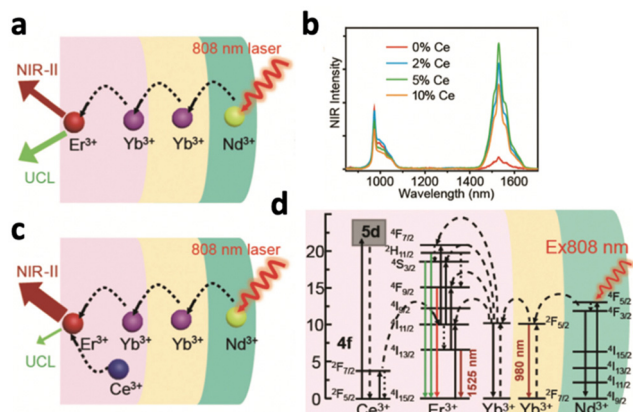 a
808 nm laser
NIR-II
Er³⁺
Yb³⁺
Yb³⁺
Nd³⁺
UCL
b
NIR Intensity
0% Ce
2% Ce
5% Ce
10% Ce
1000
1200
1400
1600
Wavelength (nm)
c
808 nm laser
NIR-II
Er³⁺
Yb³⁺
Yb³⁺
Nd³⁺
UCL
Ce³⁺
d
Ex808 nm
20
15
10
5
0
5d
4f
²F₇/₂
²F₅/₂
Ce³⁺
⁴F₇/₂
²H₁₁/₂
⁴S₃/₂
⁴F₉/₂
⁴I₉/₂
⁴I₁₁/₂
⁴I₁₃/₂
⁴I₁₅/₂
1525 nm
Er³⁺
Yb³⁺
²F₅/₂
980 nm
²F₇/₂
Yb³⁺
⁴F₅/₂
⁴F₃/₂
⁴I₁₅/₂
⁴I₁₃/₂
⁴I₁₁/₂
⁴I₉/₂
Nd³⁺